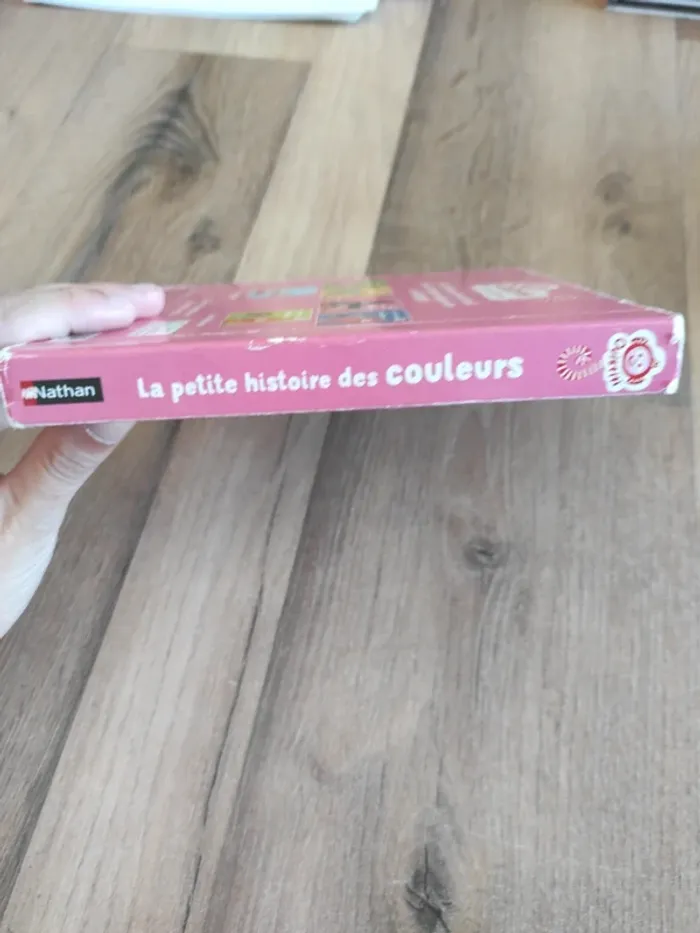 Nathan
La petite histoire des couleurs